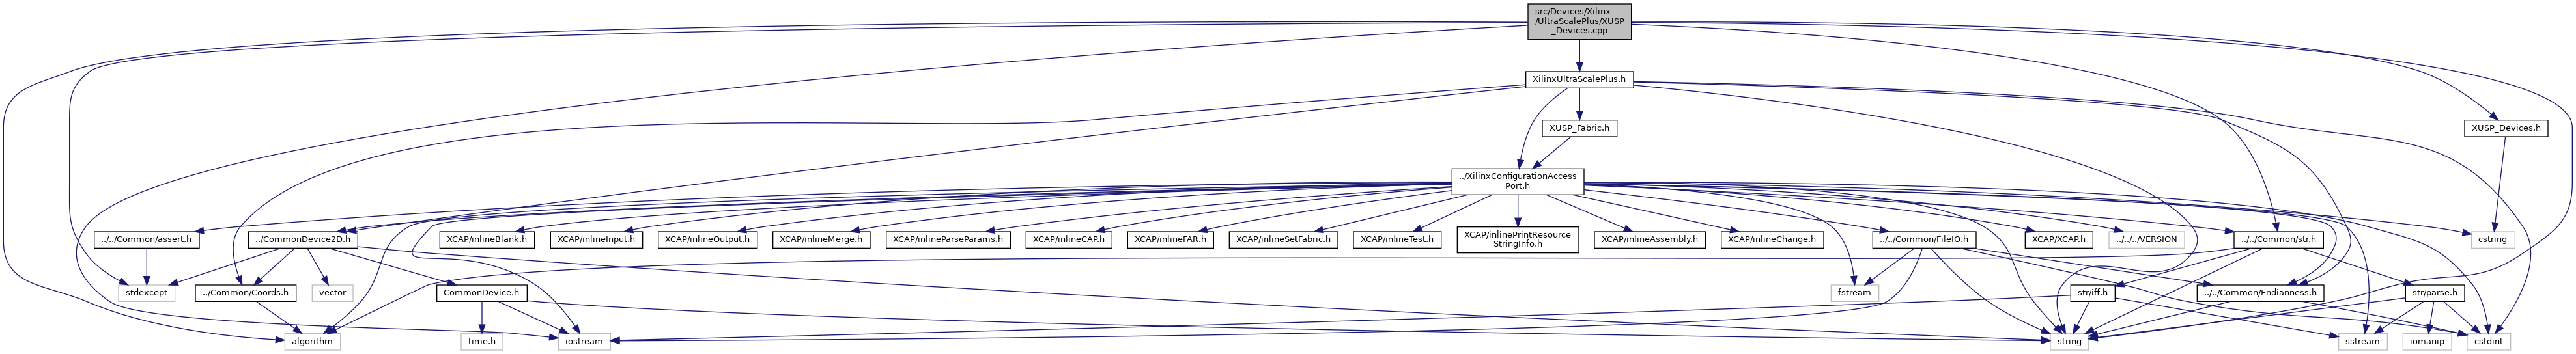 src/Devices/Xilinx
/UltraScalePlus/XUSP
_Devices.cpp
XilinxUltraScalePlus.h
XUSP_Fabric.h
XUSP_Devices.h
../XilinxConfigurationAccess
Port.h
../../Common/assert.h
../CommonDevice2D.h
XCAP/inlineBlank.h
XCAP/inlineInput.h
XCAP/inlineOutput.h
XCAP/inlineMerge.h
XCAP/inlineParseParams.h
XCAP/inlineCAP.h
XCAP/inlineFAR.h
XCAP/inlineSetFabric.h
XCAP/inlineTest.h
XCAP/inlinePrintResource
StringInfo.h
XCAP/inlineAssembly.h
XCAP/inlineChange.h
../../Common/FileIO.h
XCAP/XCAP.h
../../../VERSION
../../Common/str.h
cstring
stdexcept
../Common/Coords.h
vector
CommonDevice.h
fstream
str/iff.h
../../Common/Endianness.h
str/parse.h
algorithm
time.h
iostream
string
sstream
iomanip
cstdint